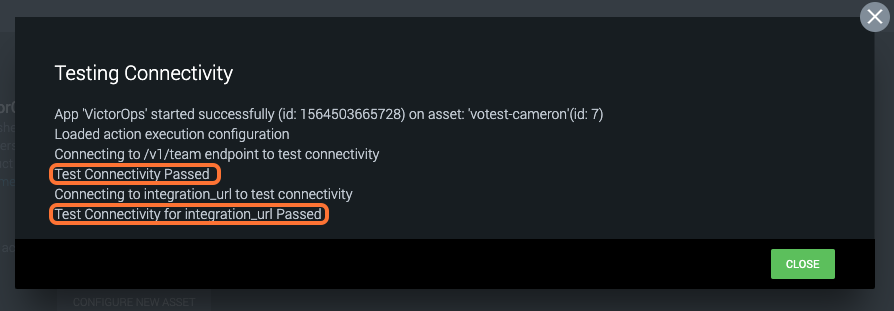 Testing Connectivity
App 'VictorOps' started successfully (id: 1564503665728) on asset: 'votest-cameron'(id: 7)
Loaded action execution configuration
Connecting to /v1/team endpoint to test connectivity
Test Connectivity Passed
Connecting to integration_url to test connectivity
Test Connectivity for integration_url Passed
CLOSE
CONFIGURE NEW ASSET